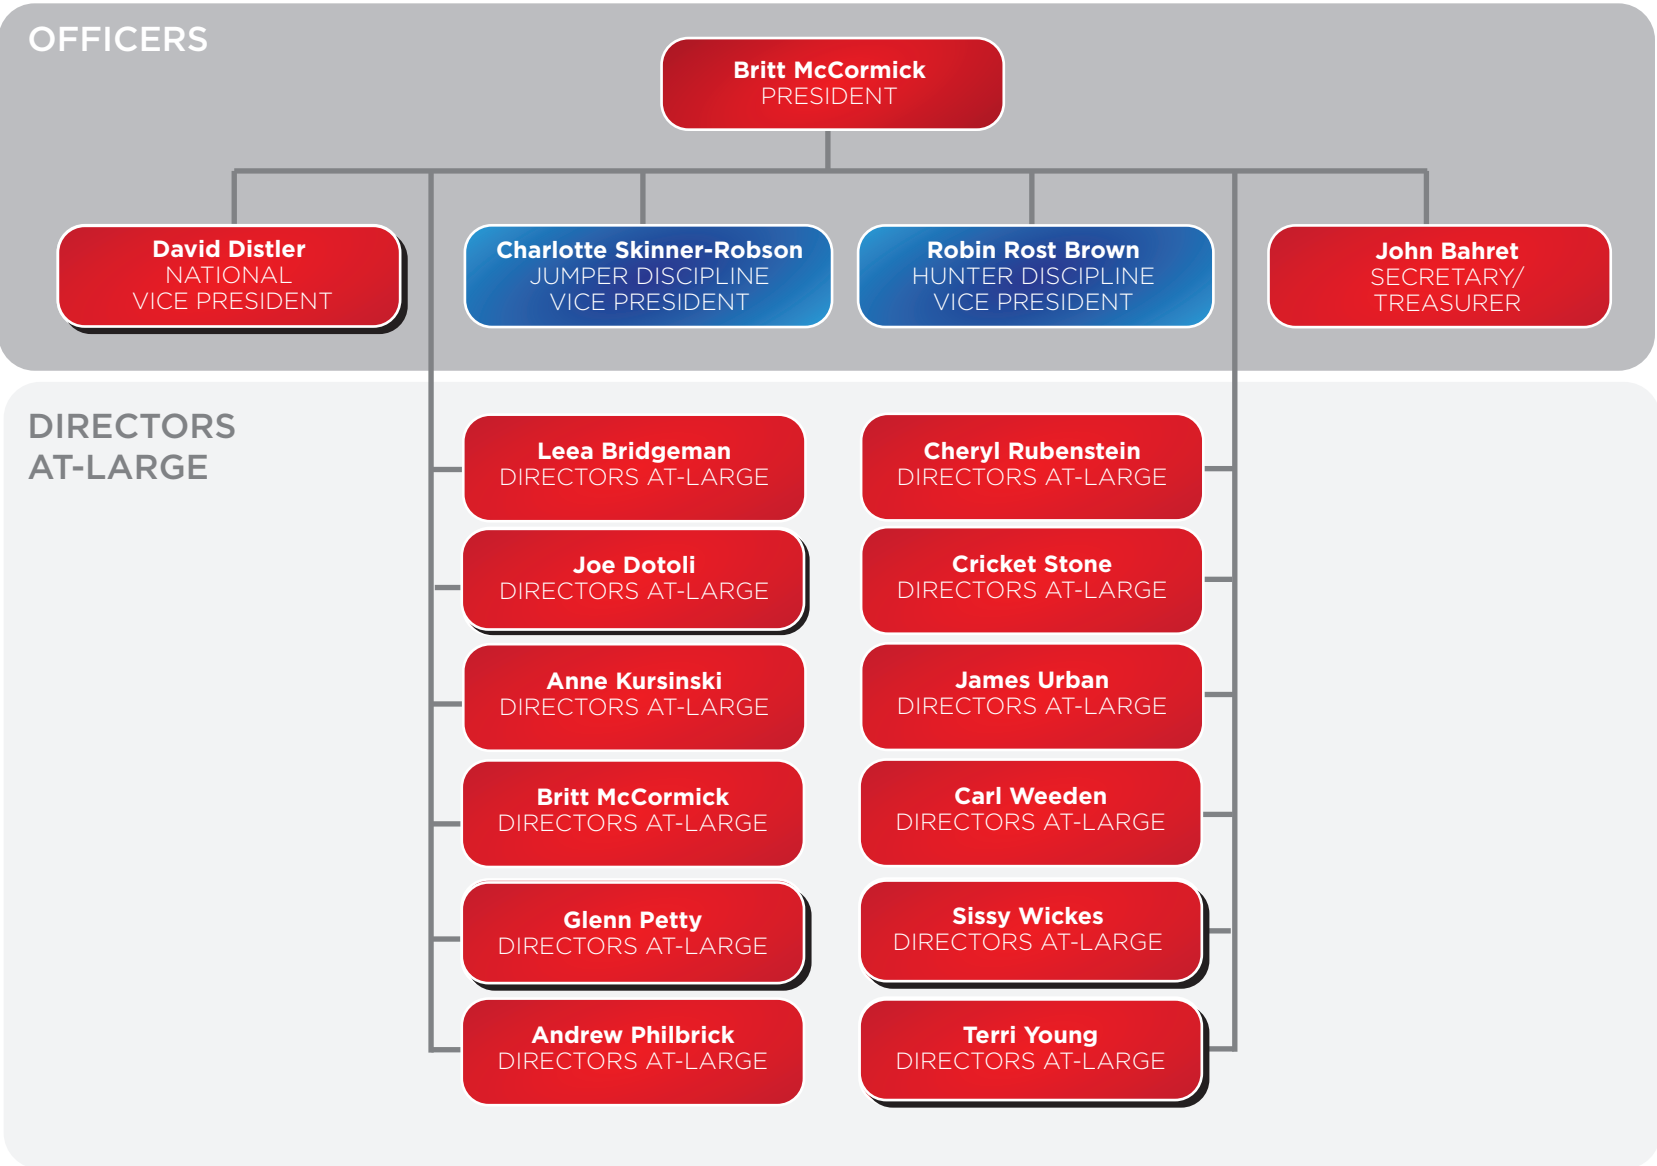 OFFICERS
Britt McCormick
PRESIDENT
David Distler
NATIONAL
VICE PRESIDENT
Charlotte Skinner-Robson
JUMPER DISCIPLINE
VICE PRESIDENT
Robin Rost Brown
HUNTER DISCIPLINE
VICE PRESIDENT
John Bahret
SECRETARY/
TREASURER
DIRECTORS
AT-LARGE
Leea Bridgeman
DIRECTORS AT-LARGE
Joe Dotoli
DIRECTORS AT-LARGE
Anne Kursinski
DIRECTORS AT-LARGE
Britt McCormick
DIRECTORS AT-LARGE
Glenn Petty
DIRECTORS AT-LARGE
Andrew Philbrick
DIRECTORS AT-LARGE
Cheryl Rubenstein
DIRECTORS AT-LARGE
Cricket Stone
DIRECTORS AT-LARGE
James Urban
DIRECTORS AT-LARGE
Carl Weeden
DIRECTORS AT-LARGE
Sissy Wickes
DIRECTORS AT-LARGE
Terri Young
DIRECTORS AT-LARGE